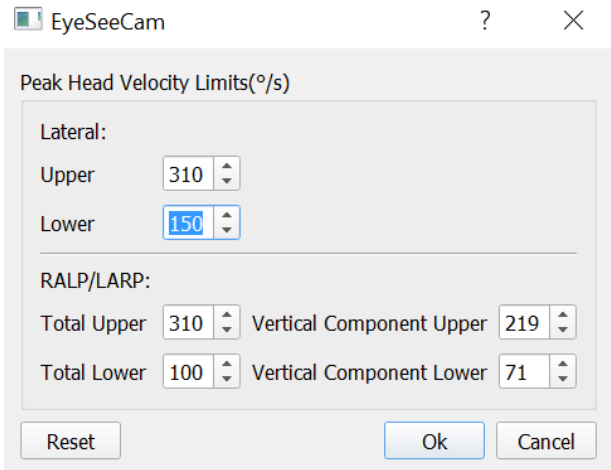 EyeSeeCam ?
Peak Head Velocity Limits(°/s)
Lateral:
Upper 310
Lower 150
RALP/LARP:
Total Upper 310 Vertical Component Upper 219
Total Lower 100 Vertical Component Lower 71
Reset Ok Cancel